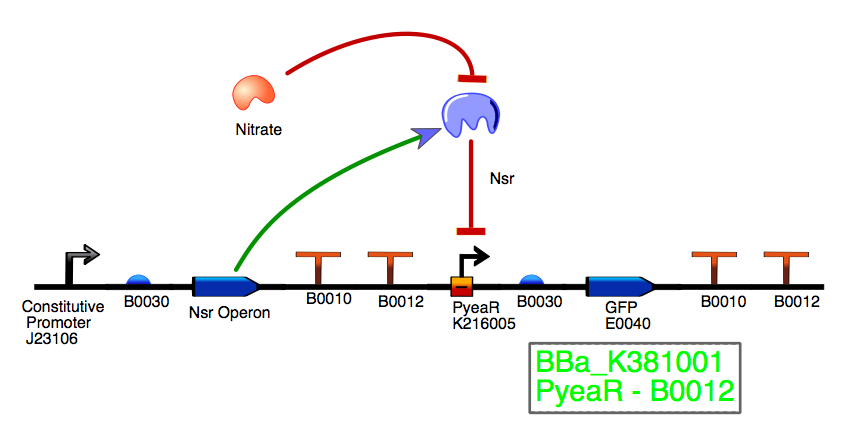 Nitrate
Nsr
Constitutive
Promoter
J23106
B0030
Nsr Operon
B0010
B0012
PyeaR
K216005
B0030
GFP
E0040
B0010
B0012
BBa_K381001
PyeaR - B0012